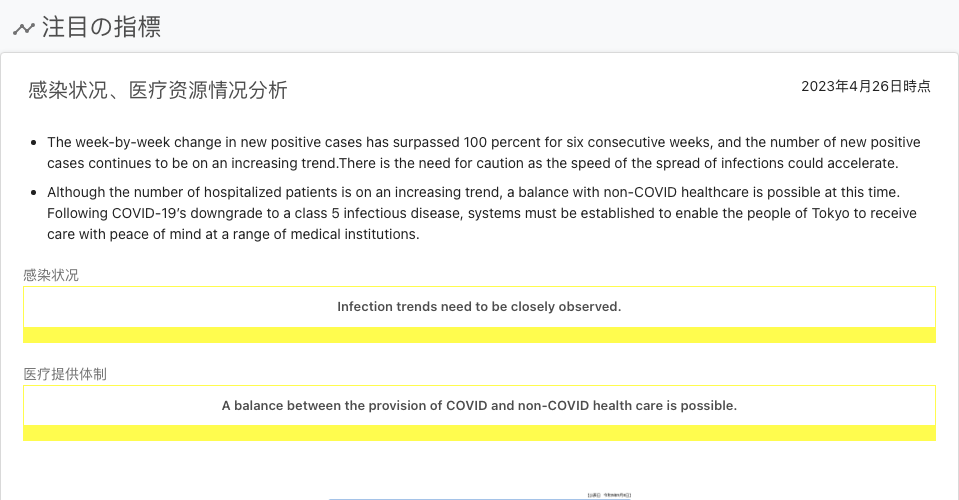 注目の指標
感染状况、医疗资源情况分析
2023年4月26日時点
The week-by-week change in new positive cases has surpassed 100 percent for six consecutive weeks, and the number of new positive
cases continues to be on an increasing trend.There is the need for caution as the speed of the spread of infections could accelerate.
Although the number of hospitalized patients is on an increasing trend, a balance with non-COVID healthcare is possible at this time.
Following COVID-19’s downgrade to a class 5 infectious disease, systems must be established to enable the people of Tokyo to receive
care with peace of mind at a range of medical institutions.
感染状况
Infection trends need to be closely observed.
医疗提供体制
A balance between the provision of COVID and non-COVID health care is possible.